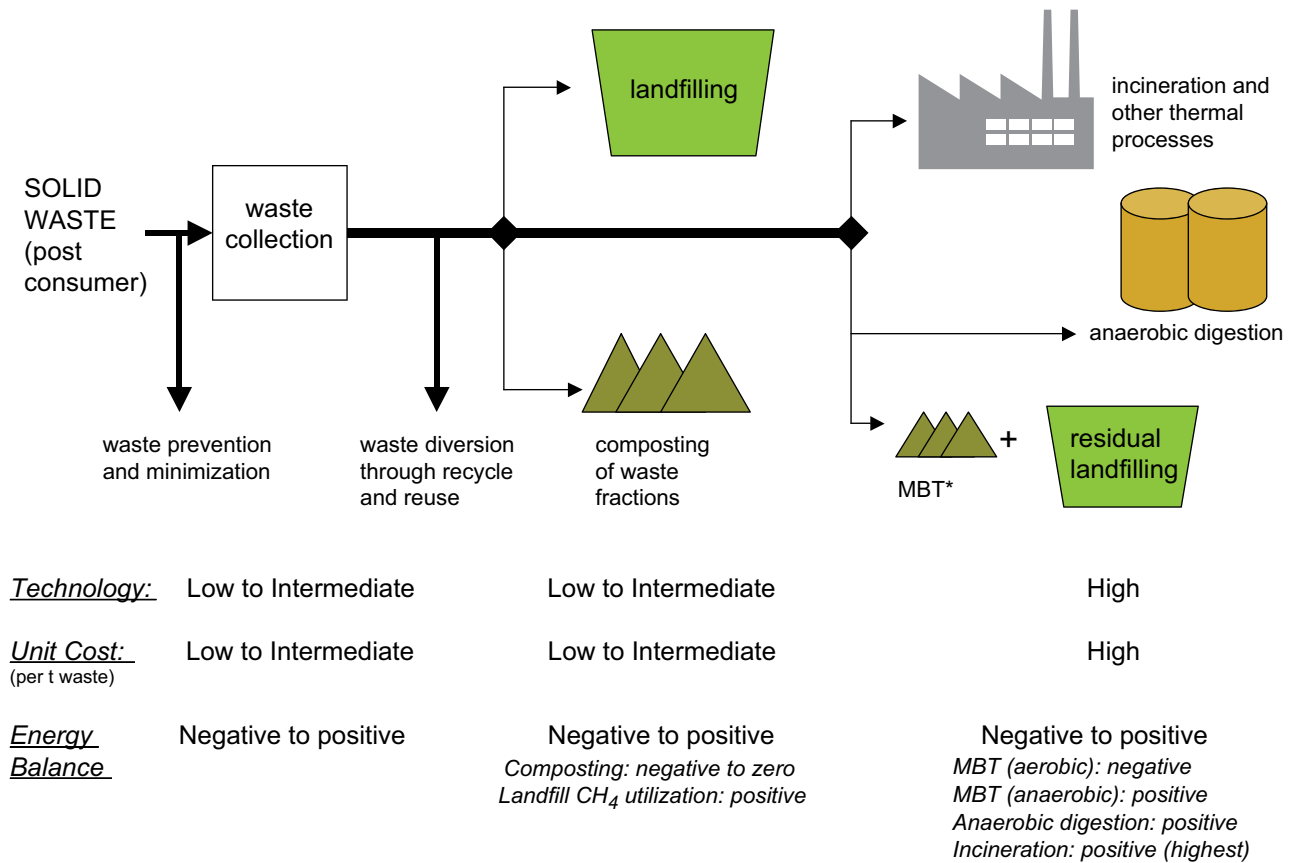 landfilling
incineration and
other thermal
processes
SOLID
WASTE
(post
consumer)
waste
collection
anaerobic digestion
waste prevention
and minimization
waste diversion
through recycle
and reuse
composting
of waste
fractions
MBT*
+
residual
landfilling
Technology: Low to Intermediate Low to Intermediate High
Unit Cost: Low to Intermediate Low to Intermediate High
(per t waste)
Energy Negative to positive Negative to positive Negative to positive
Balance
Composting: negative to zero
Landfill CH4 utilization: positive
MBT (aerobic): negative
MBT (anaerobic): positive
Anaerobic digestion: positive
Incineration: positive (highest)